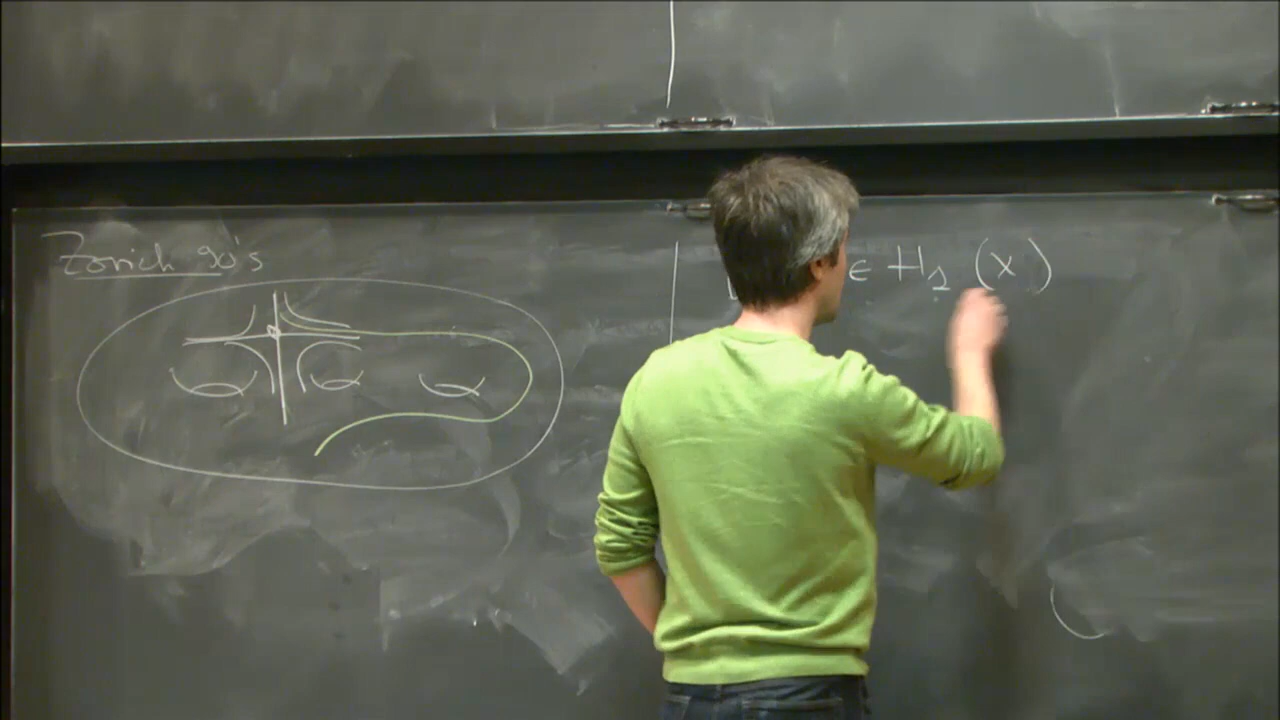 Zorich 90's
∈ H₁ (x)